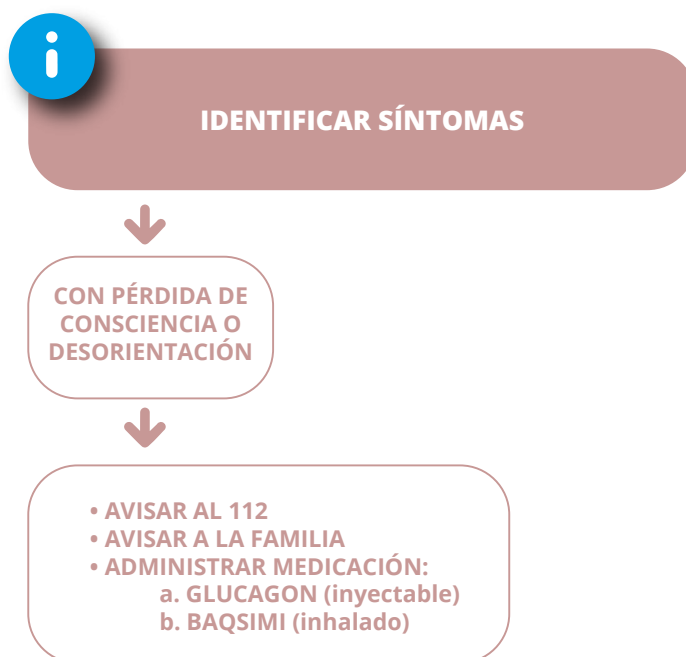 IDENTIFICAR SÍNTOMAS
CON PÉRDIDA DE
CONSCIENCIA O
DESORIENTACIÓN
• AVISAR AL 112
• AVISAR A LA FAMILIA
• ADMINISTRAR MEDICACIÓN:
a. GLUCAGON (inyectable)
b. BAQSIMI (inhalado)